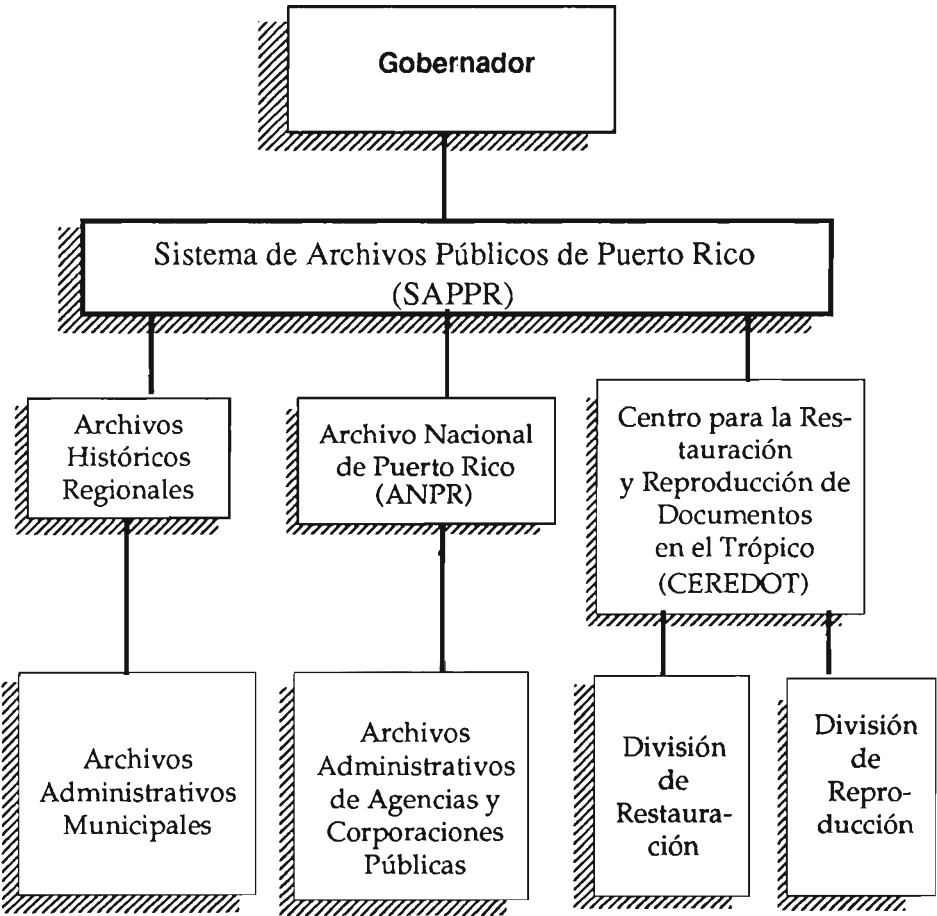 Gobernador
Sistema de Archivos Públicos de Puerto Rico
(SAPPR)
Archivos
Históricos
Regionales
Archivo Nacional
de Puerto Rico
(ANPR)
Centro para la Res-
tauración
y Reproducción de
Documentos
en el Trópico
(CEREDOT)
Archivos
Administrativos
Municipales
Archivos
Administrativos
de Agencias y
Corporaciones
Públicas
División
de
Restaura-
ción
División
de
Repro-
ducción